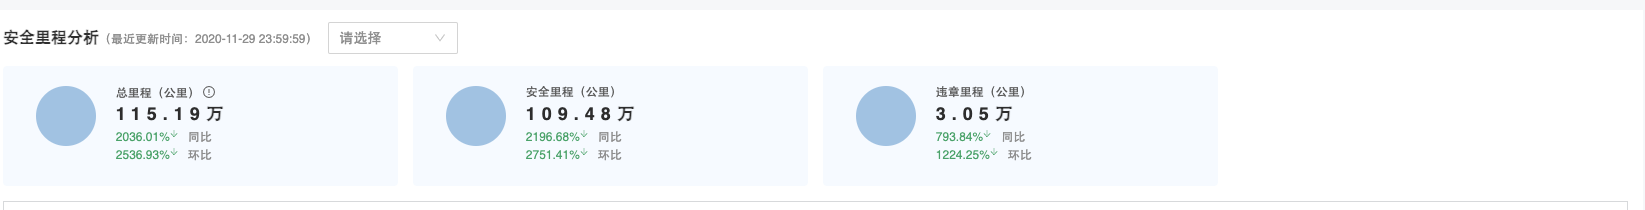 安全里程分析（最近更新时间：2020-11-29 23:59:59） 请选择
总里程（公里）
115.19万
2036.01%↓ 同比
2536.93%↓ 环比
安全里程（公里）
109.48万
2196.68%↓ 同比
2751.41%↓ 环比
违章里程（公里）
3.05万
793.84%↓ 同比
1224.25%↓ 环比